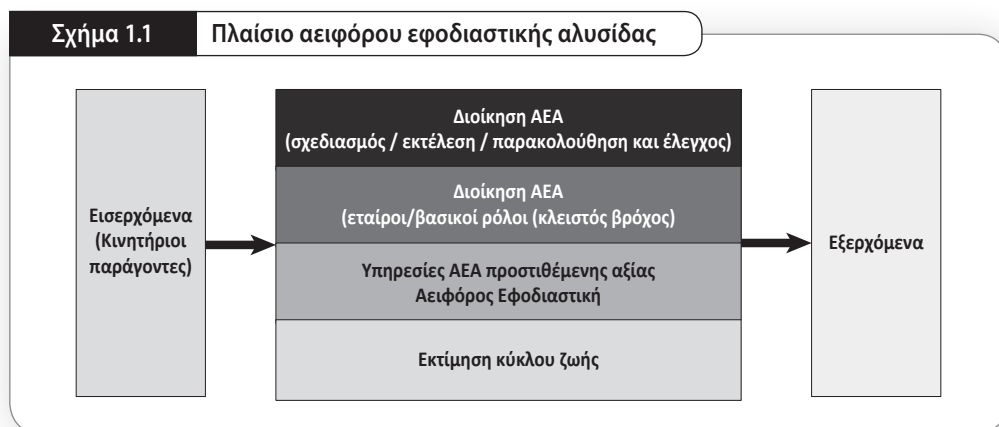 Σχήμα 1.1 Πλαίσιο αειφόρου εφοδιαστικής αλυσίδας
Εισερχόμενα
(Κινητήριοι
παράγοντες)
Διοίκηση ΑΕΑ
(σχεδιασμός / εκτέλεση / παρακολούθηση και έλεγχος)
Διοίκηση ΑΕΑ
(εταίροι/βασικοί ρόλοι (κλειστός βρόχος)
Υπηρεσίες ΑΕΑ προστιθέμενης αξίας
Αειφόρος Εφοδιαστική
Εκτίμηση κύκλου ζωής
Εξερχόμενα